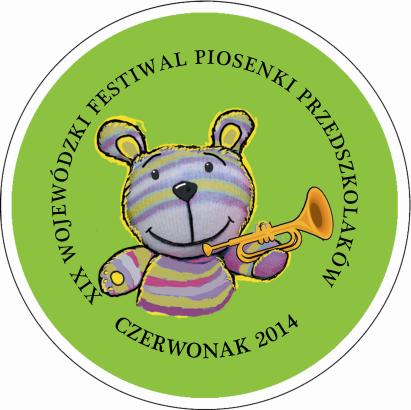 XIX WOJEWÓDZKI FESTIWAL PIOSENKI PRZEDSZKOLAKÓW
CZERWONAK 2014